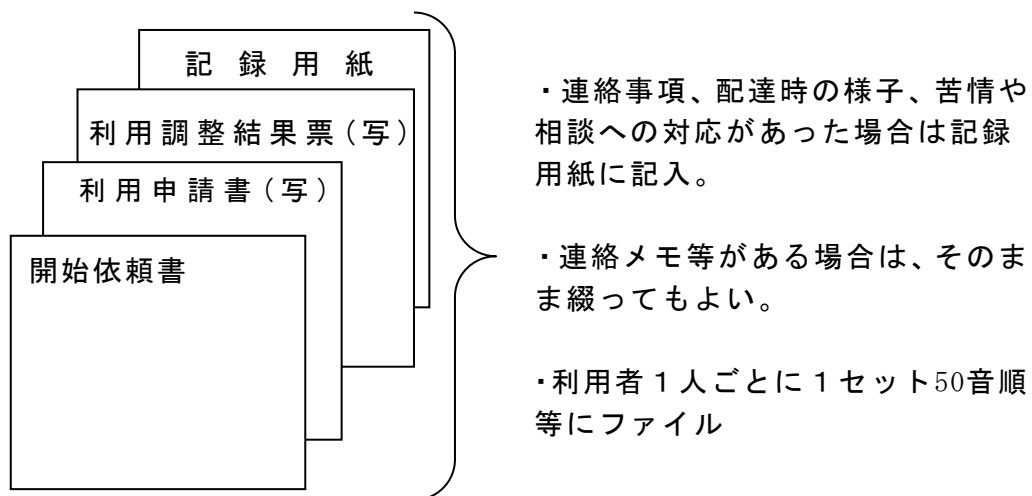 記録用紙
利用調整結果票(写)
利用申請書(写)
開始依頼書
・連絡事項、配達時の様子、苦情や
相談への対応があった場合は記録
用紙に記入。
・連絡メモ等がある場合は、そのま
ま綴ってもよい。
・利用者1人ごとに1セット50音順
等にファイル